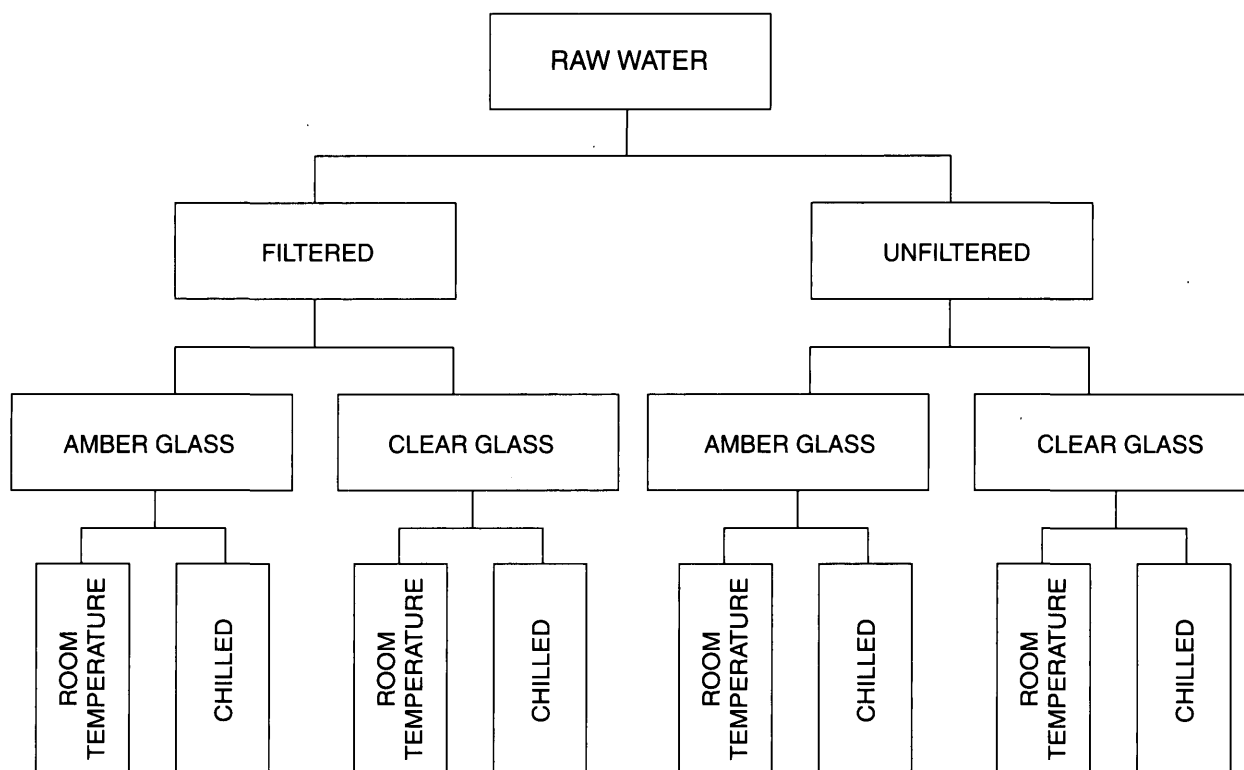 RAW WATER
FILTERED
UNFILTERED
AMBER GLASS
CLEAR GLASS
AMBER GLASS
CLEAR GLASS
ROOM
TEMPERATURE
CHILLED
ROOM
TEMPERATURE
CHILLED
ROOM
TEMPERATURE
CHILLED
ROOM
TEMPERATURE
CHILLED